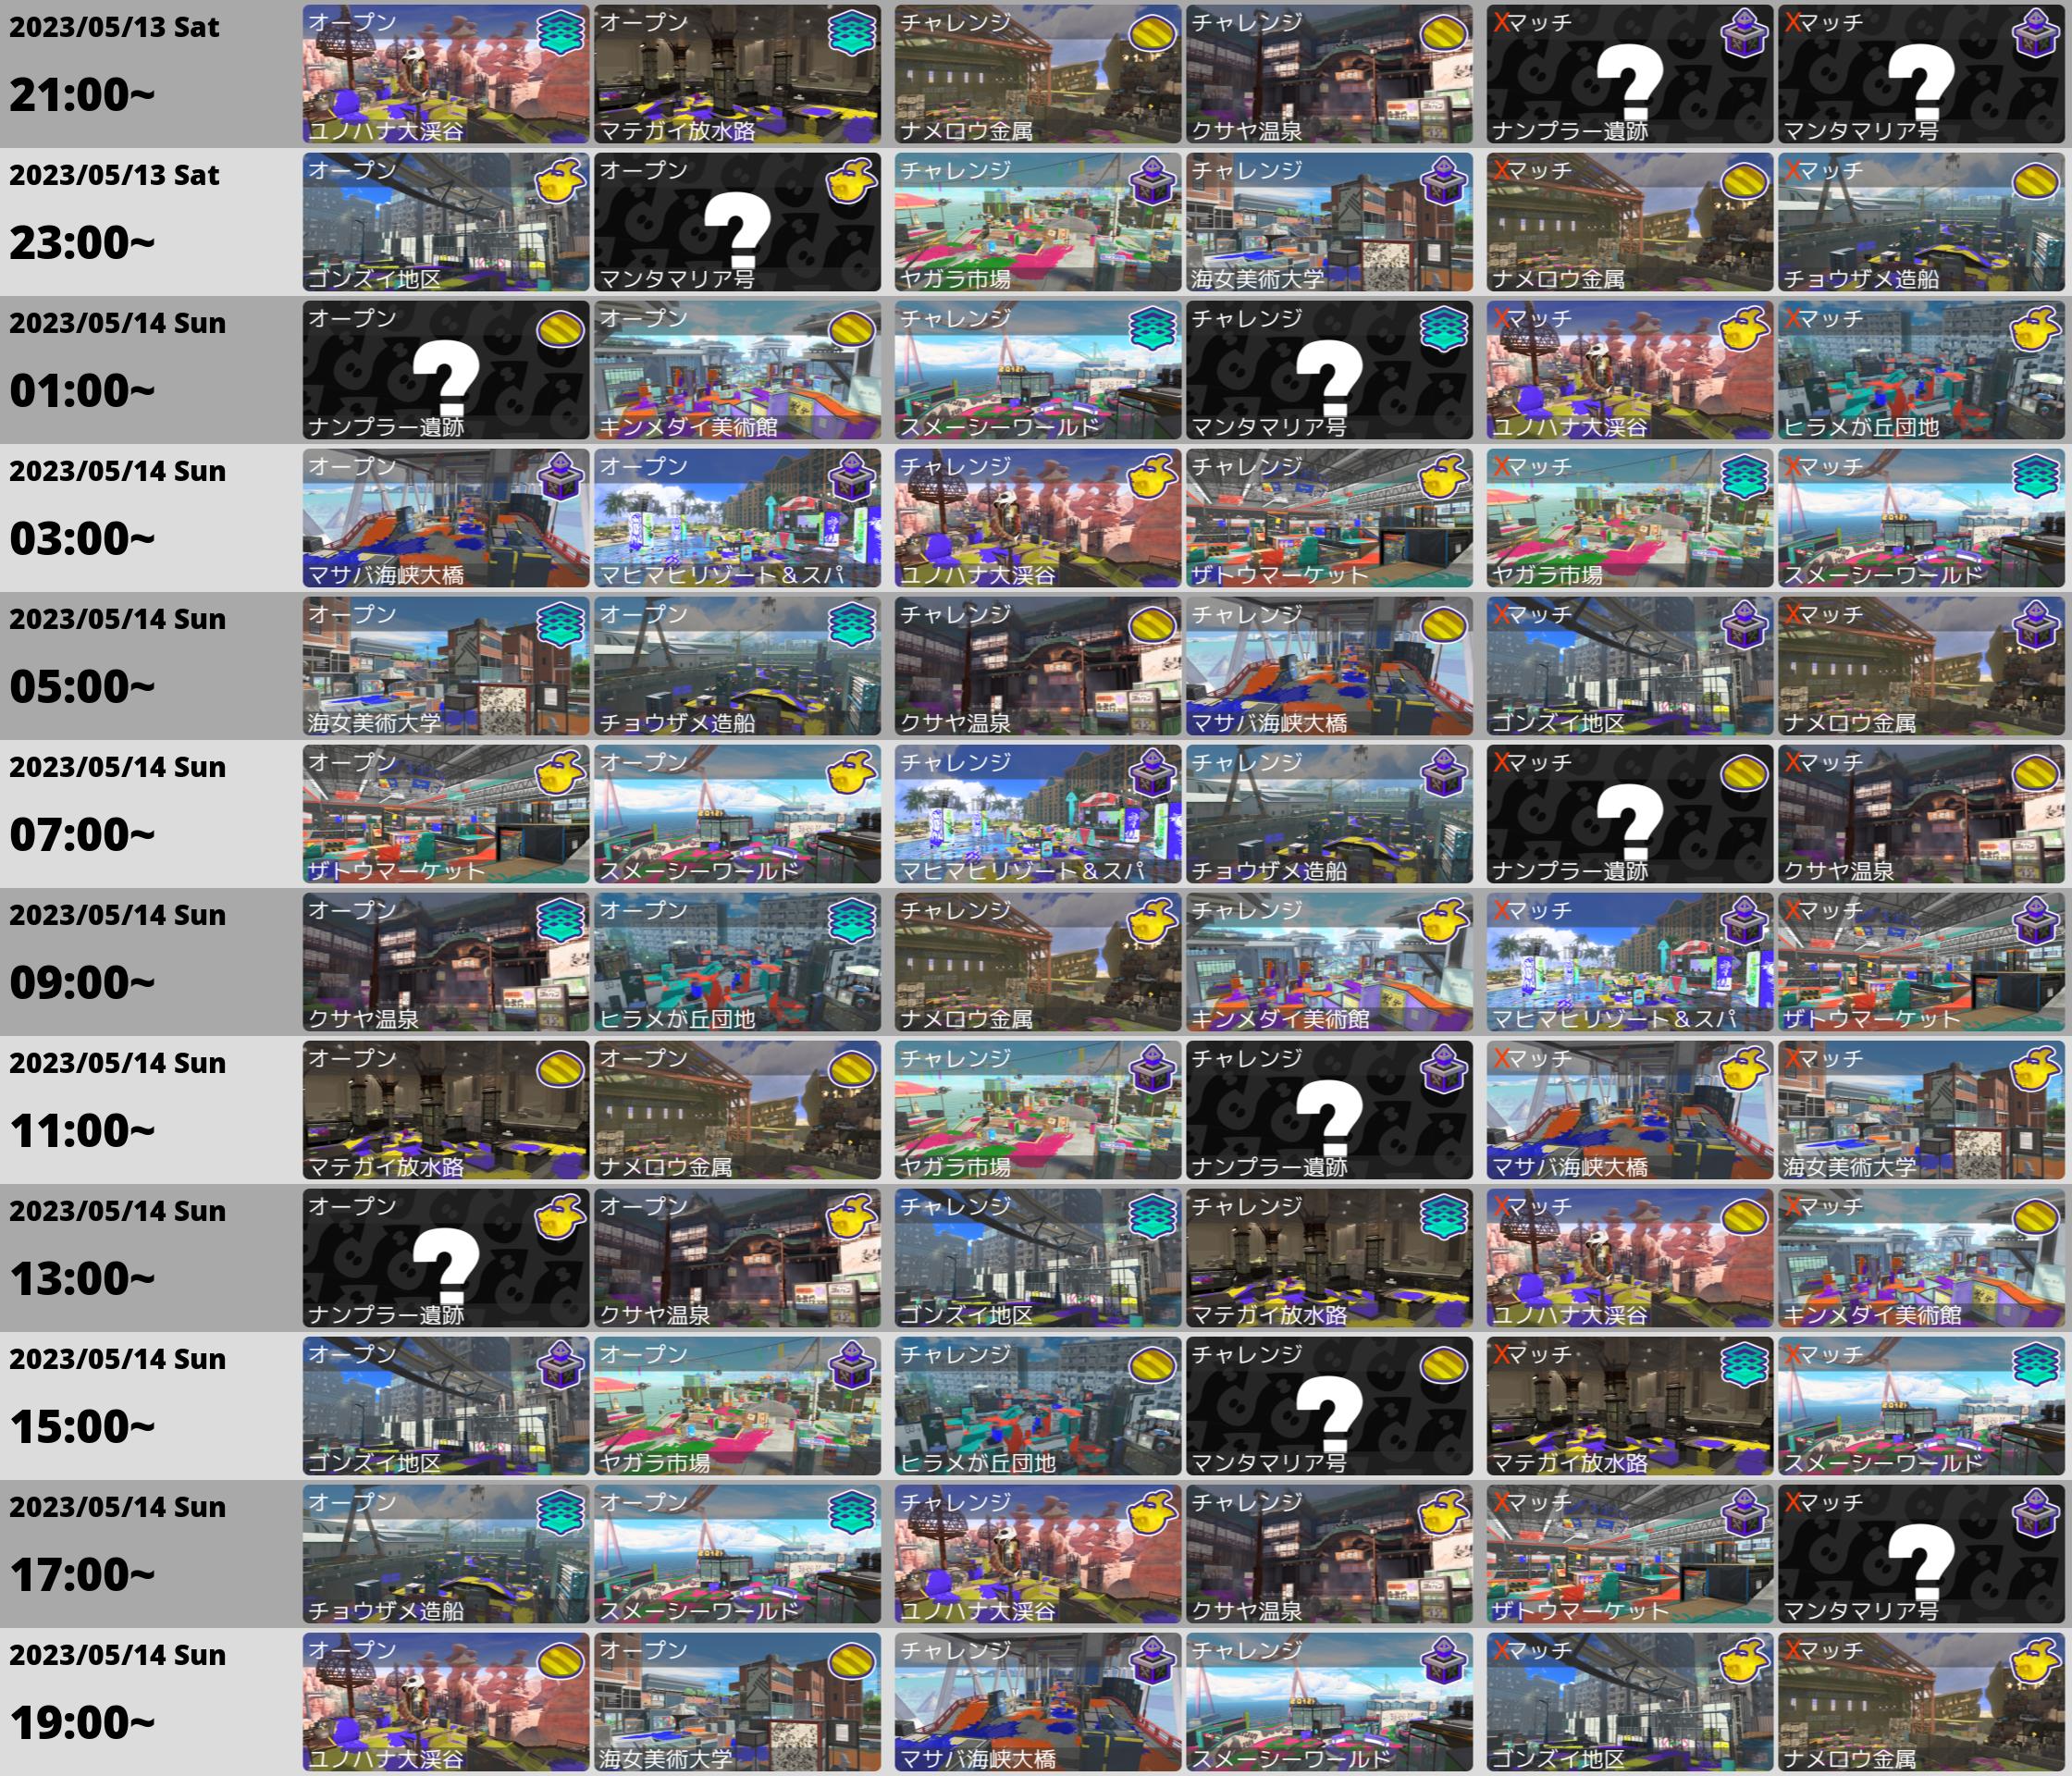 2023/05/13 Sat
21:00~
オープン オープン チャレンジ チャレンジ Xマッチ Xマッチ
ユノハナ大渓谷 マテガイ放水路 ナメロウ金属 クサヤ温泉 ナンプラー遺跡 マンタマリア号
2023/05/13 Sat
23:00~
オープン オープン チャレンジ チャレンジ Xマッチ Xマッチ
ゴンズイ地区 マンタマリア号 ヤガラ市場 海女美術大学 ナメロウ金属 チョウザメ造船
2023/05/14 Sun
01:00~
オープン オープン チャレンジ チャレンジ Xマッチ Xマッチ
ナンプラー遺跡 キンメダイ美術館 スメーシーワールド マンタマリア号 ユノハナ大渓谷 ヒラメが丘団地
2023/05/14 Sun
03:00~
オープン オープン チャレンジ チャレンジ Xマッチ Xマッチ
マサバ海峡大橋 マヒマヒリゾート＆スパ ユノハナ大渓谷 ザトウマーケット ヤガラ市場 スメーシーワールド
2023/05/14 Sun
05:00~
オープン オープン チャレンジ チャレンジ Xマッチ Xマッチ
海女美術大学 チョウザメ造船 クサヤ温泉 マサバ海峡大橋 ゴンズイ地区 ナメロウ金属
2023/05/14 Sun
07:00~
オープン オープン チャレンジ チャレンジ Xマッチ Xマッチ
ザトウマーケット スメーシーワールド マヒマヒリゾート＆スパ チョウザメ造船 ナンプラー遺跡 クサヤ温泉
2023/05/14 Sun
09:00~
オープン オープン チャレンジ チャレンジ Xマッチ Xマッチ
クサヤ温泉 ヒラメが丘団地 ナメロウ金属 キンメダイ美術館 マヒマヒリゾート＆スパ ザトウマーケット
2023/05/14 Sun
11:00~
オープン オープン チャレンジ チャレンジ Xマッチ Xマッチ
マテガイ放水路 ナメロウ金属 ヤガラ市場 ナンプラー遺跡 マサバ海峡大橋 海女美術大学
2023/05/14 Sun
13:00~
オープン オープン チャレンジ チャレンジ Xマッチ Xマッチ
ナンプラー遺跡 クサヤ温泉 ゴンズイ地区 マテガイ放水路 ユノハナ大渓谷 キンメダイ美術館
2023/05/14 Sun
15:00~
オープン オープン チャレンジ チャレンジ Xマッチ Xマッチ
ゴンズイ地区 ヤガラ市場 ヒラメが丘団地 マンタマリア号 マテガイ放水路 スメーシーワールド
2023/05/14 Sun
17:00~
オープン オープン チャレンジ チャレンジ Xマッチ Xマッチ
チョウザメ造船 スメーシーワールド ユノハナ大渓谷 クサヤ温泉 ザトウマーケット マンタマリア号
2023/05/14 Sun
19:00~
オープン オープン チャレンジ チャレンジ Xマッチ Xマッチ
ユノハナ大渓谷 海女美術大学 マサバ海峡大橋 スメーシーワールド ゴンズイ地区 ナメロウ金属